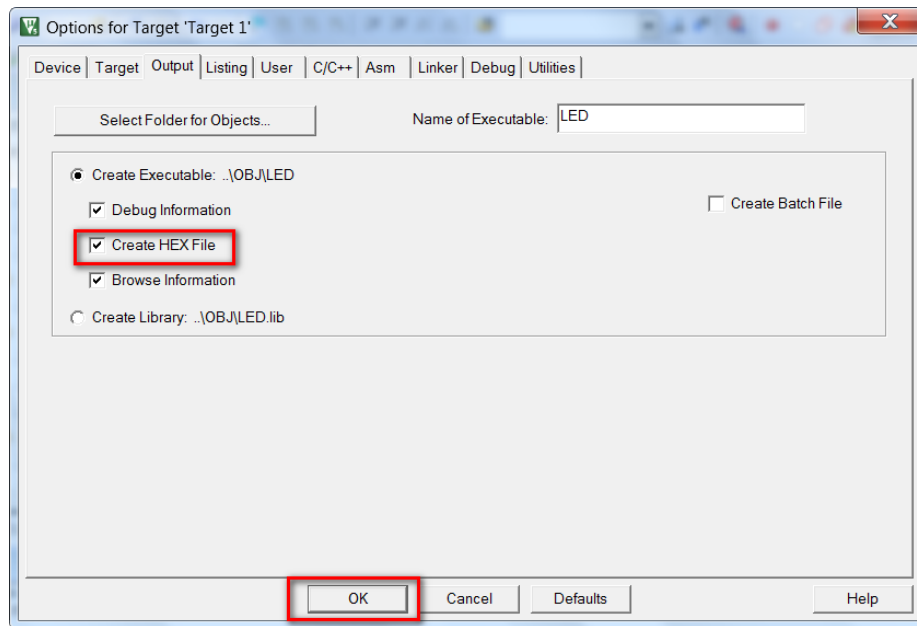 Options for Target 'Target 1'
Device Target Output Listing User C/C++ Asm Linker Debug Utilities
Select Folder for Objects... Name of Executable: LED
Create Executable: ..\OBJ\LED
Debug Information Create Batch File
Create HEX File
Browse Information
Create Library: ..\OBJ\LED.lib
OK Cancel Defaults Help